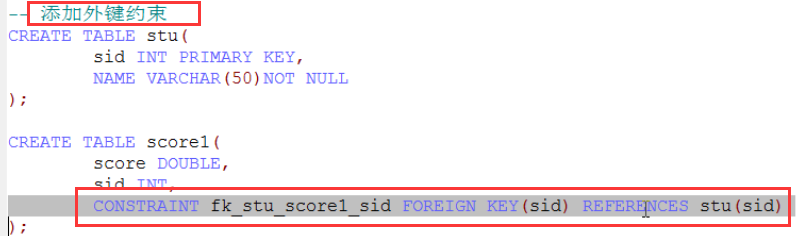 -- 添加外键约束
CREATE TABLE stu(
sid INT PRIMARY KEY,
NAME VARCHAR(50)NOT NULL
);
CREATE TABLE score1(
score DOUBLE,
sid INT,
CONSTRAINT fk_stu_score1_sid FOREIGN KEY(sid) REFERENCES stu(sid)
);